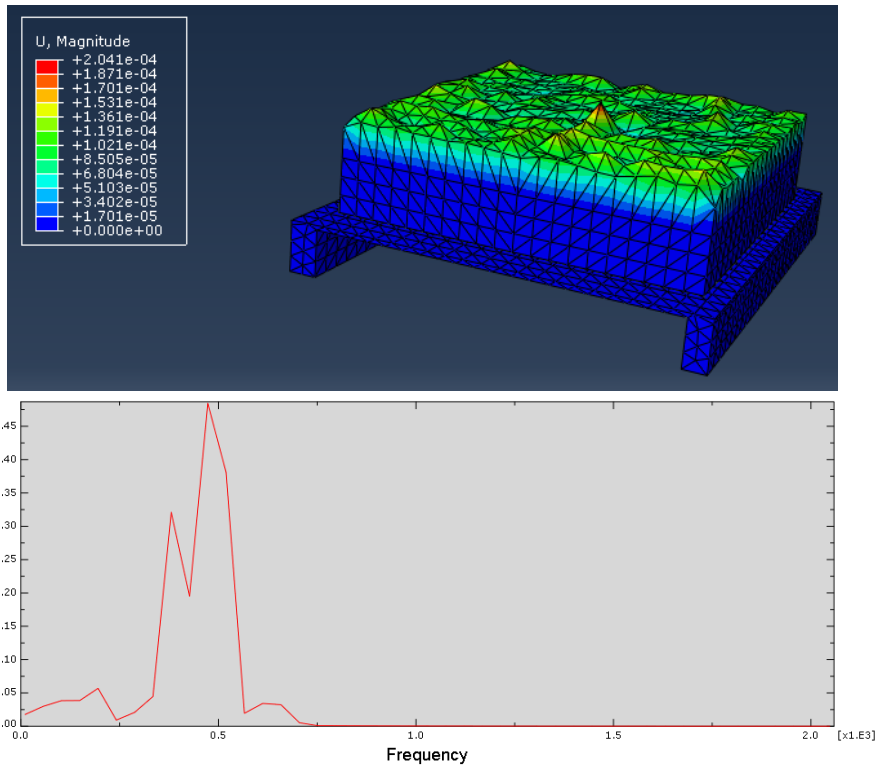 U, Magnitude
+2.041e-04
+1.871e-04
+1.701e-04
+1.531e-04
+1.361e-04
+1.191e-04
+1.021e-04
+8.505e-05
+6.804e-05
+5.103e-05
+3.402e-05
+1.701e-05
+0.000e+00
.45
.40
.35
.30
.25
.20
.15
.10
.05
.00
0.0 0.5 1.0 1.5 2.0 [x1.E3]
Frequency